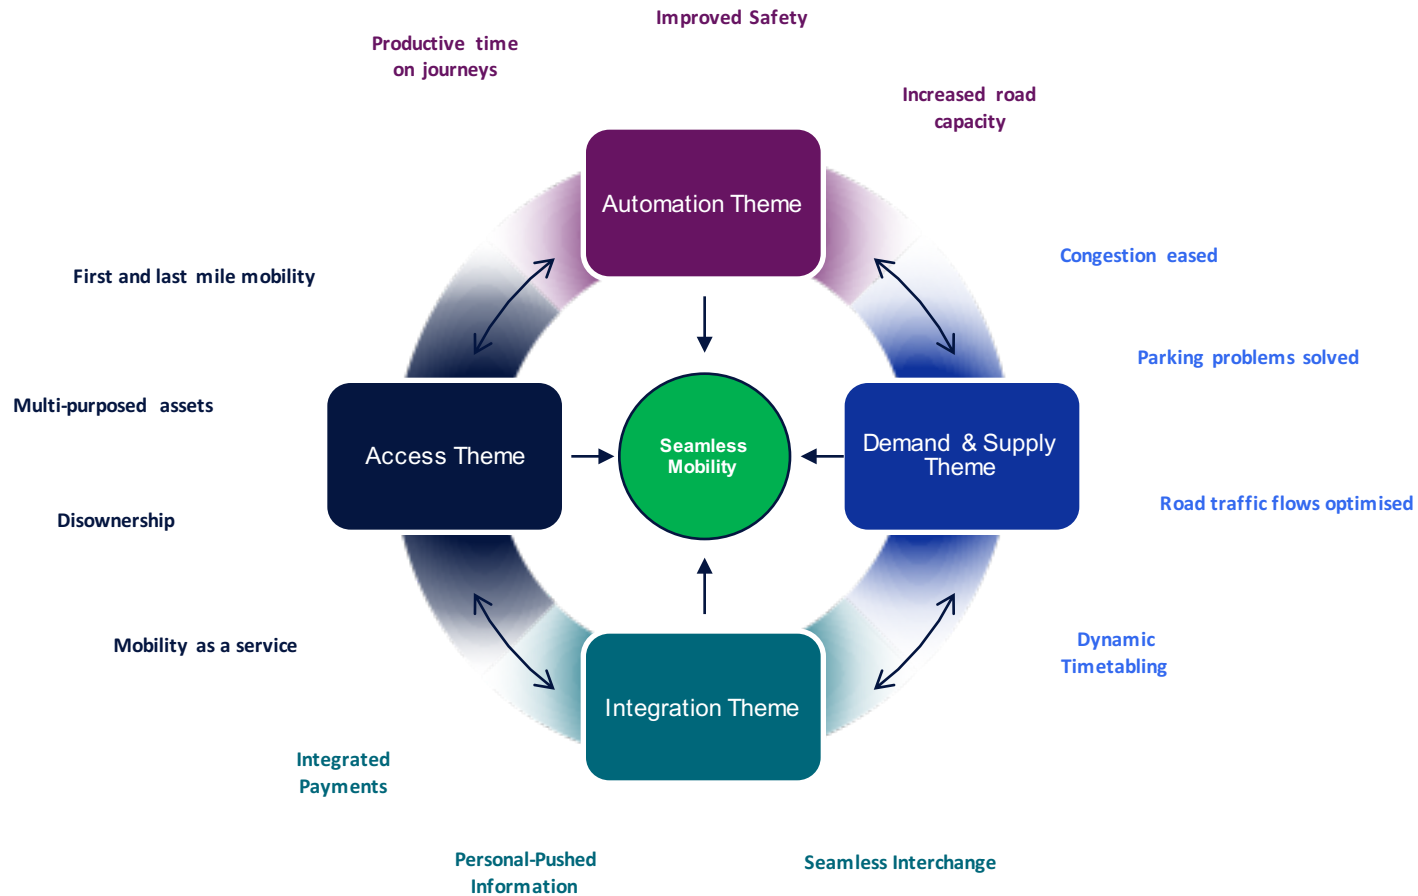 Improved Safety
Productive time
on journeys
Increased road
capacity
Automation Theme
Congestion eased
First and last mile mobility
Parking problems solved
Multi-purposed assets
Access Theme
Seamless
Mobility
Demand & Supply
Theme
Road traffic flows optimised
Disownership
Mobility as a service
Dynamic
Timetabling
Integration Theme
Integrated
Payments
Personal-Pushed
Information
Seamless Interchange